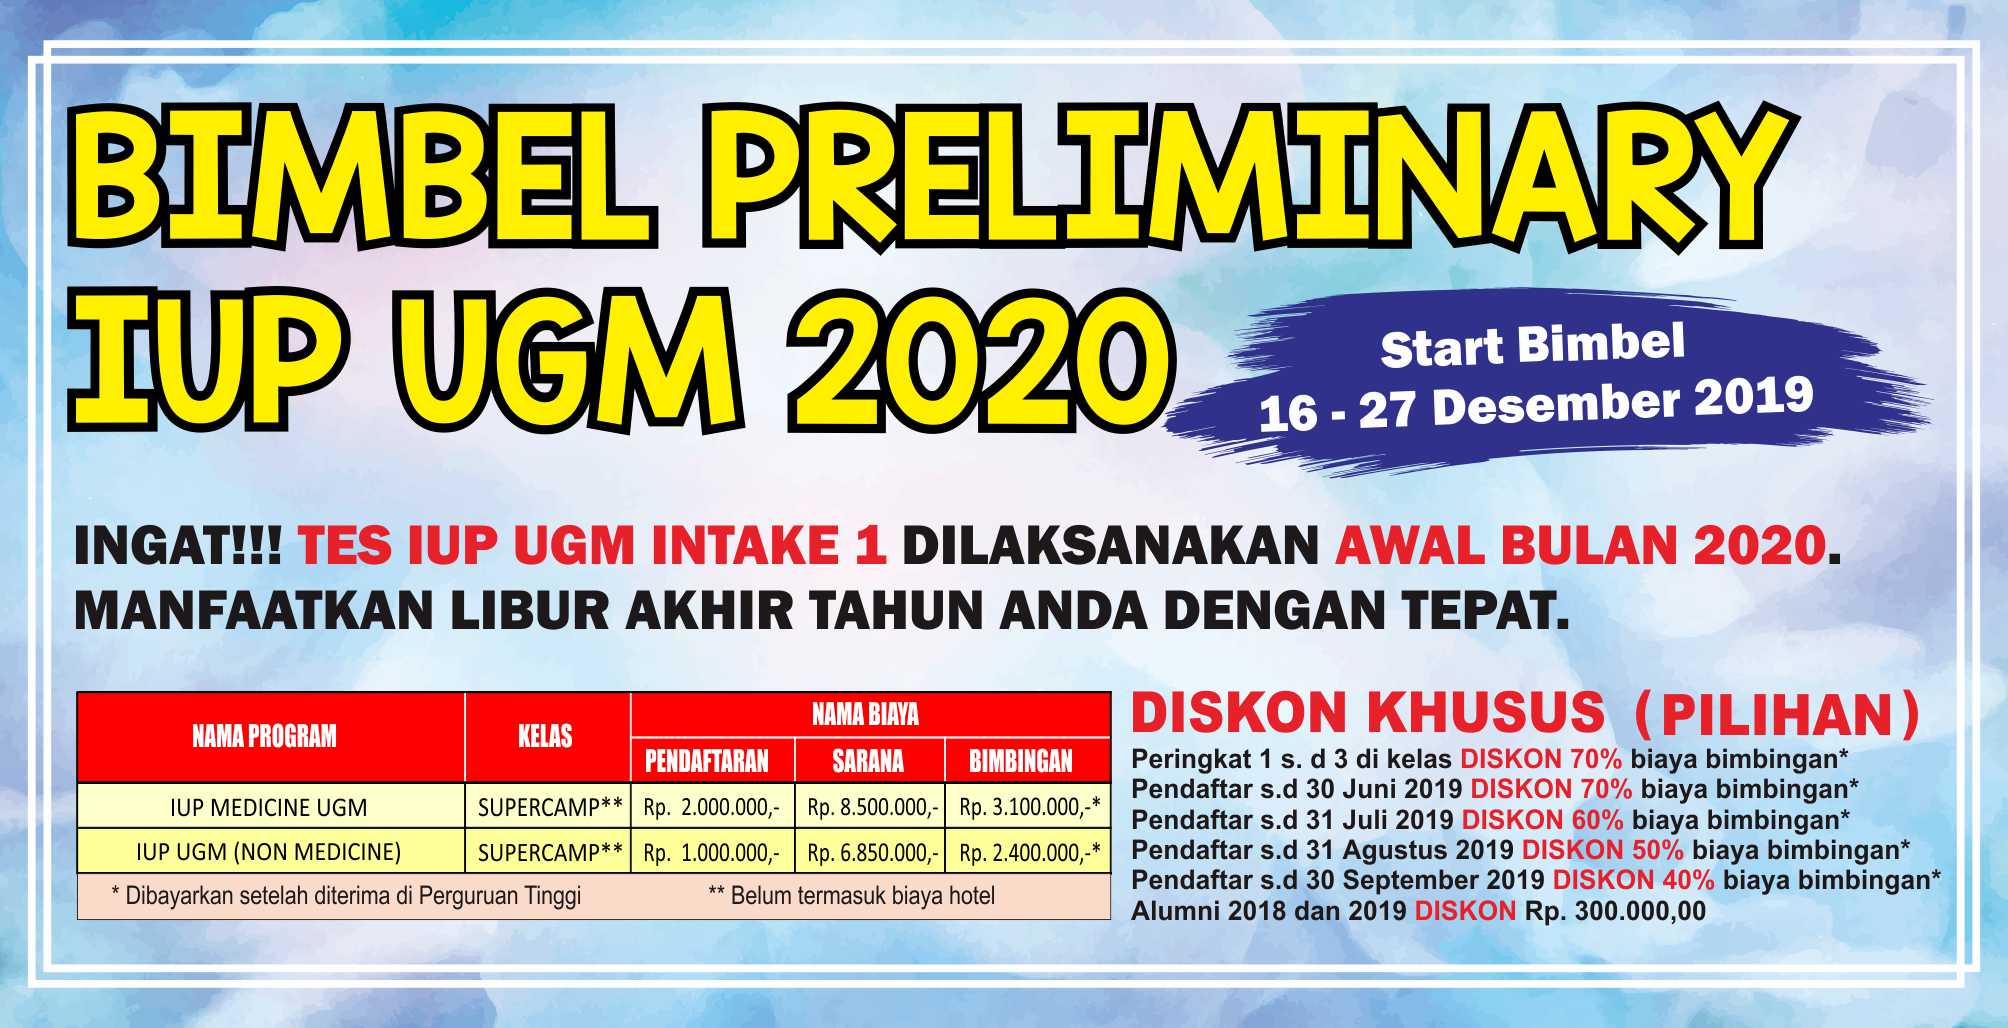 BIMBEL PRELIMINARY
IUP UGM 2020
Start Bimbel
16 - 27 Desember 2019
INGAT!!! TES IUP UGM INTAKE 1 DILAKSANAKAN AWAL BULAN 2020.
MANFAATKAN LIBUR AKHIR TAHUN ANDA DENGAN TEPAT.
NAMA PROGRAM KELAS NAMA BIAYA
PENDAFTARAN SARANA BIMBINGAN
IUP MEDICINE UGM SUPERCAMP** Rp. 2.000.000,- Rp. 8.500.000,- Rp. 3.100.000,-*
IUP UGM (NON MEDICINE) SUPERCAMP** Rp. 1.000.000,- Rp. 6.850.000,- Rp. 2.400.000,-*
* Dibayarkan setelah diterima di Perguruan Tinggi ** Belum termasuk biaya hotel
DISKON KHUSUS (PILIHAN)
Peringkat 1 s. d 3 di kelas DISKON 70% biaya bimbingan*
Pendaftar s.d 30 Juni 2019 DISKON 70% biaya bimbingan*
Pendaftar s.d 31 Juli 2019 DISKON 60% biaya bimbingan*
Pendaftar s.d 31 Agustus 2019 DISKON 50% biaya bimbingan*
Pendaftar s.d 30 September 2019 DISKON 40% biaya bimbingan*
Alumni 2018 dan 2019 DISKON Rp. 300.000,00